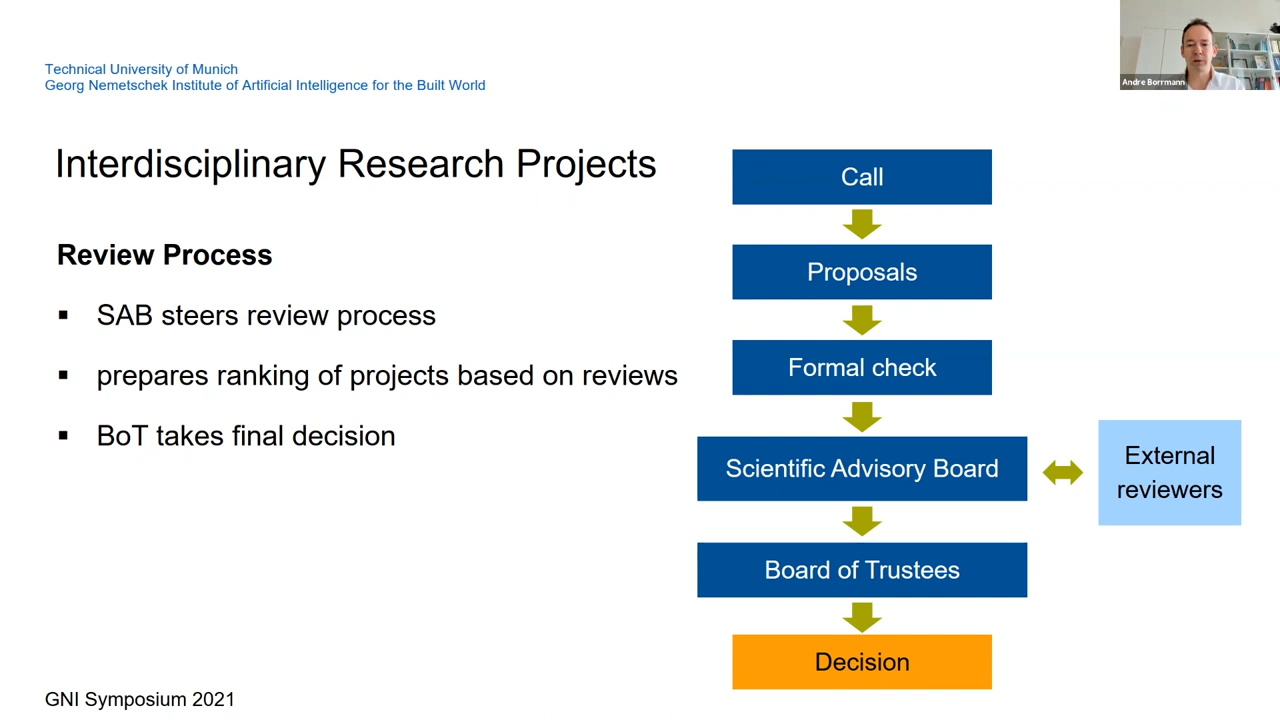 Technical University of Munich
Georg Nemetschek Institute of Artificial Intelligence for the Built World
Andre Borrmann
Interdisciplinary Research Projects
Review Process
▪ SAB steers review process
▪ prepares ranking of projects based on reviews
▪ BoT takes final decision
Call
Proposals
Formal check
Scientific Advisory Board
External
reviewers
Board of Trustees
Decision
GNI Symposium 2021